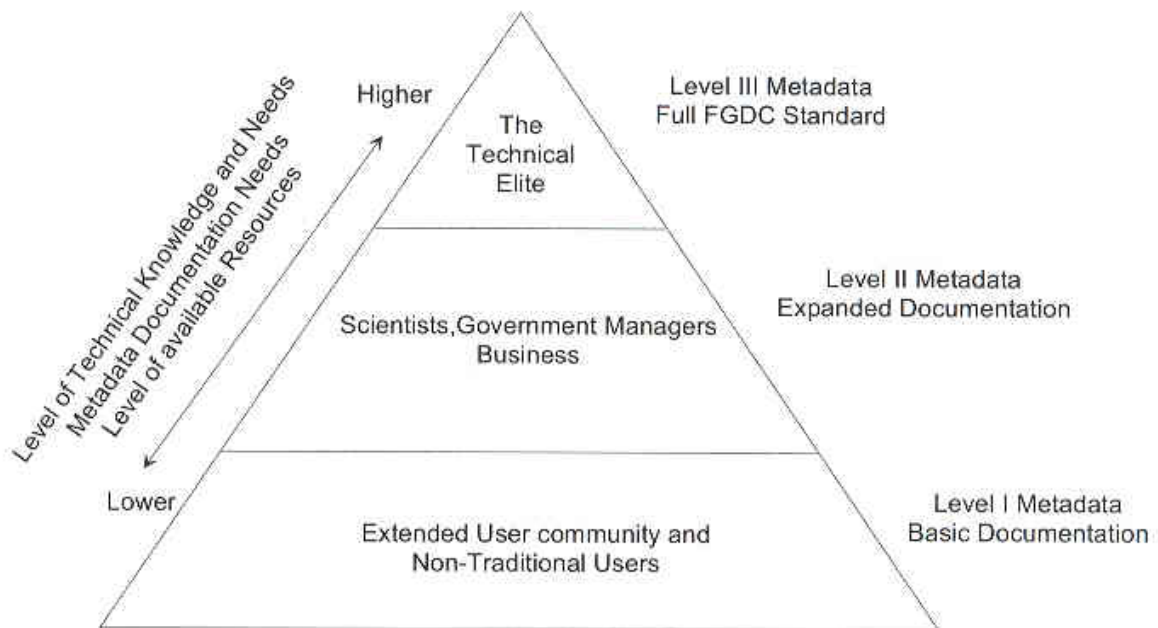 Higher
Level III Metadata
Full FGDC Standard
The
Technical
Elite
Level of Technical Knowledge and Needs
Metadata Documentation Needs
Level of available Resources
Level II Metadata
Expanded Documentation
Scientists,Government Managers
Business
Lower
Level I Metadata
Basic Documentation
Extended User community and
Non-Traditional Users